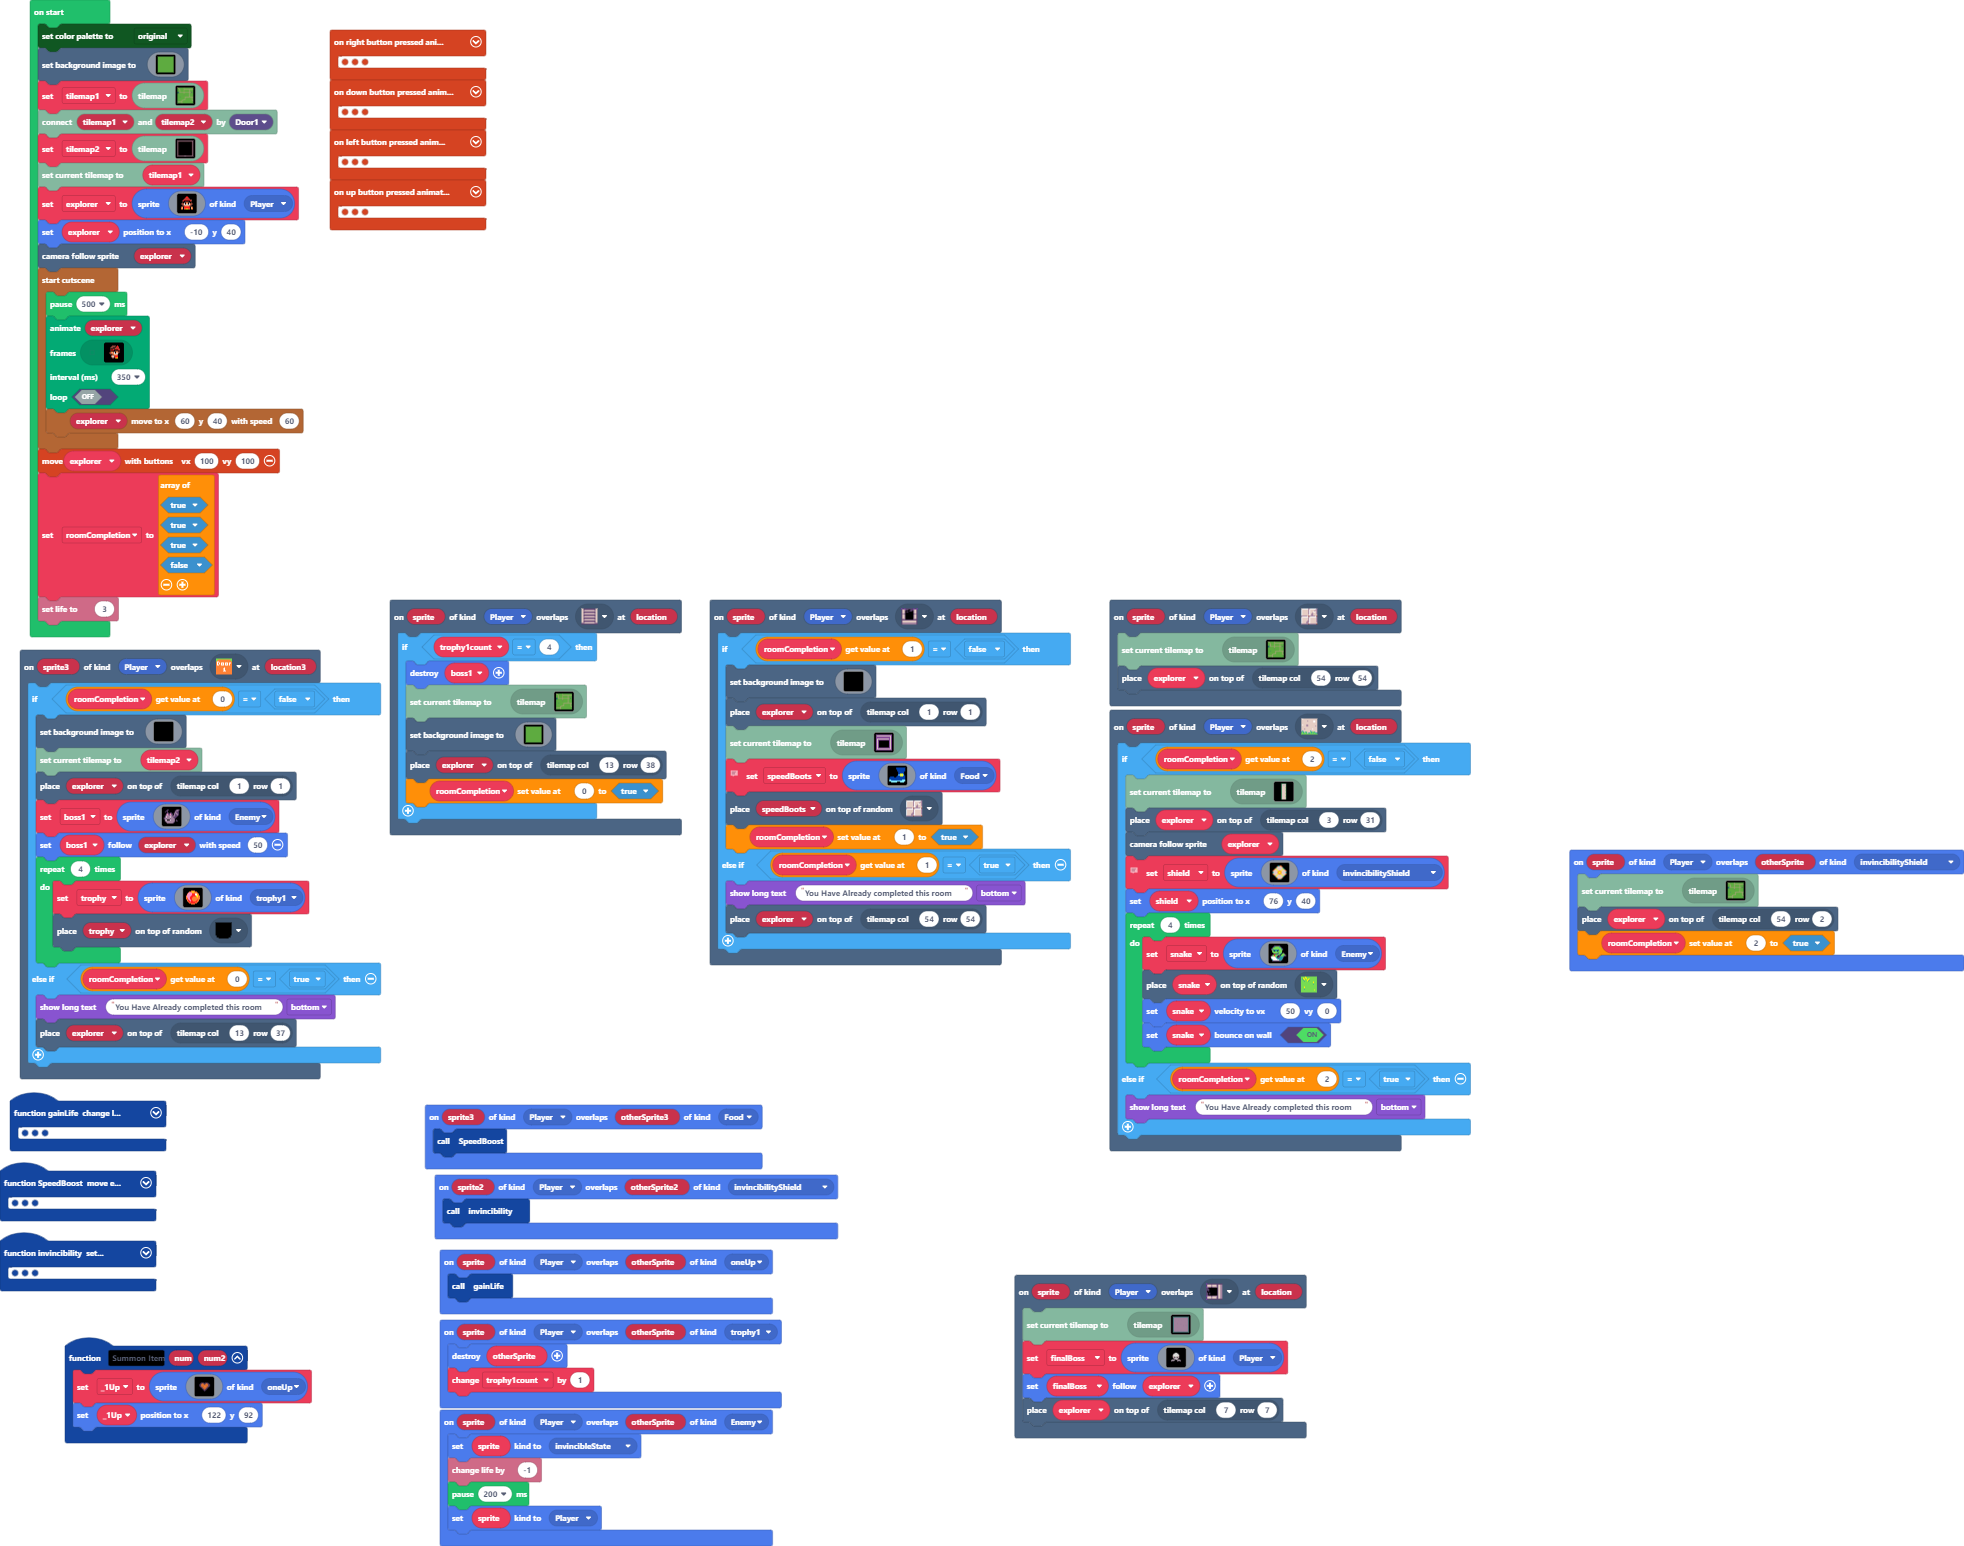 on start
set color palette to original
set background image to
set tilemap1 to tilemap
connect tilemap1 and tilemap2 by Door1
set tilemap2 to tilemap
set current tilemap to tilemap1
set explorer to sprite of kind Player
set explorer position to x -10 y 40
camera follow sprite explorer
start cutscene
pause 500 ms
animate explorer
frames
interval (ms) 350
loop OFF
explorer move to x 60 y 40 with speed 60
move explorer with buttons vx 100 vy 100
array of
true
true
true
false
set roomCompletion to
set life to 3
on right button pressed ani...
on down button pressed anim...
on left button pressed anim...
on up button pressed animat...
on sprite3 of kind Player overlaps Door 1 at location3
if roomCompletion get value at 0 = false then
set background image to
set current tilemap to tilemap2
place explorer on top of tilemap col 1 row 1
set boss1 to sprite of kind Enemy
set boss1 follow explorer with speed 50
repeat 4 times
do
set trophy to sprite of kind trophy1
place trophy on top of random
else if roomCompletion get value at 0 = true then
show long text "You Have Already completed this room" bottom
place explorer on top of tilemap col 13 row 37
on sprite of kind Player overlaps at location
if trophy1count = 4 then
destroy boss1
set current tilemap to tilemap
set background image to
place explorer on top of tilemap col 13 row 38
roomCompletion set value at 0 to true
on sprite of kind Player overlaps at location
if roomCompletion get value at 1 = false then
set background image to
place explorer on top of tilemap col 1 row 1
set current tilemap to tilemap
set speedBoots to sprite of kind Food
place speedBoots on top of random
roomCompletion set value at 1 to true
else if roomCompletion get value at 1 = true then
show long text "You Have Already completed this room" bottom
place explorer on top of tilemap col 54 row 54
on sprite of kind Player overlaps at location
set current tilemap to tilemap
place explorer on top of tilemap col 54 row 54
on sprite of kind Player overlaps at location
if roomCompletion get value at 2 = false then
set current tilemap to tilemap
place explorer on top of tilemap col 3 row 31
camera follow sprite explorer
set shield to sprite of kind invincibilityShield
set shield position to x 76 y 40
repeat 4 times
do
set snake to sprite of kind Enemy
place snake on top of random
set snake velocity to vx 50 vy 0
set snake bounce on wall ON
else if roomCompletion get value at 2 = true then
show long text "You Have Already completed this room" bottom
on sprite of kind Player overlaps otherSprite of kind invincibilityShield
set current tilemap to tilemap
place explorer on top of tilemap col 54 row 2
roomCompletion set value at 2 to true
function gainLife change l...
function SpeedBoost move e...
function invincibility set...
function Summon Item num num2
set _1Up to sprite of kind oneUp
set _1Up position to x 122 y 92
on sprite3 of kind Player overlaps otherSprite3 of kind Food
call SpeedBoost
on sprite2 of kind Player overlaps otherSprite2 of kind invincibilityShield
call invincibility
on sprite of kind Player overlaps otherSprite of kind oneUp
call gainLife
on sprite of kind Player overlaps otherSprite of kind trophy1
destroy otherSprite
change trophy1count by 1
on sprite of kind Player overlaps otherSprite of kind Enemy
set sprite kind to invincibleState
change life by -1
pause 200 ms
set sprite kind to Player
on sprite of kind Player overlaps at location
set current tilemap to tilemap
set finalBoss to sprite of kind Player
set finalBoss follow explorer
place explorer on top of tilemap col 7 row 7